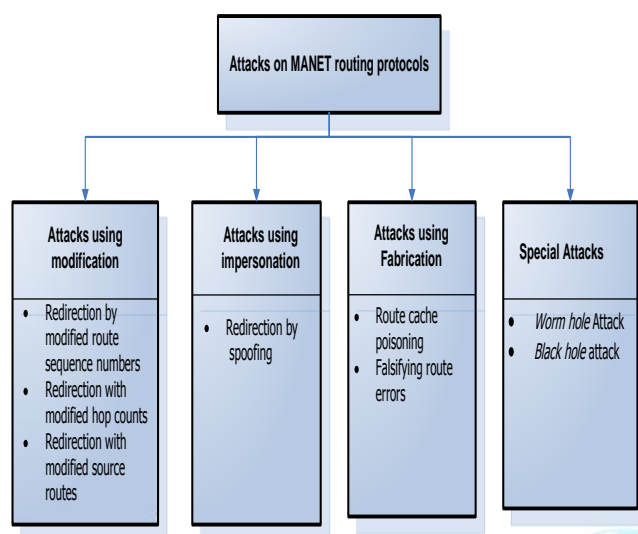 Attacks on MANET routing protocols
Attacks using
modification
• Redirection by
modified route
sequence numbers
• Redirection with
modified hop counts
• Redirection with
modified source
routes
Attacks using
impersonation
• Redirection by
spoofing
Attacks using
Fabrication
• Route cache
poisoning
• Falsifying route
errors
Special Attacks
• Worm hole Attack
• Black hole attack